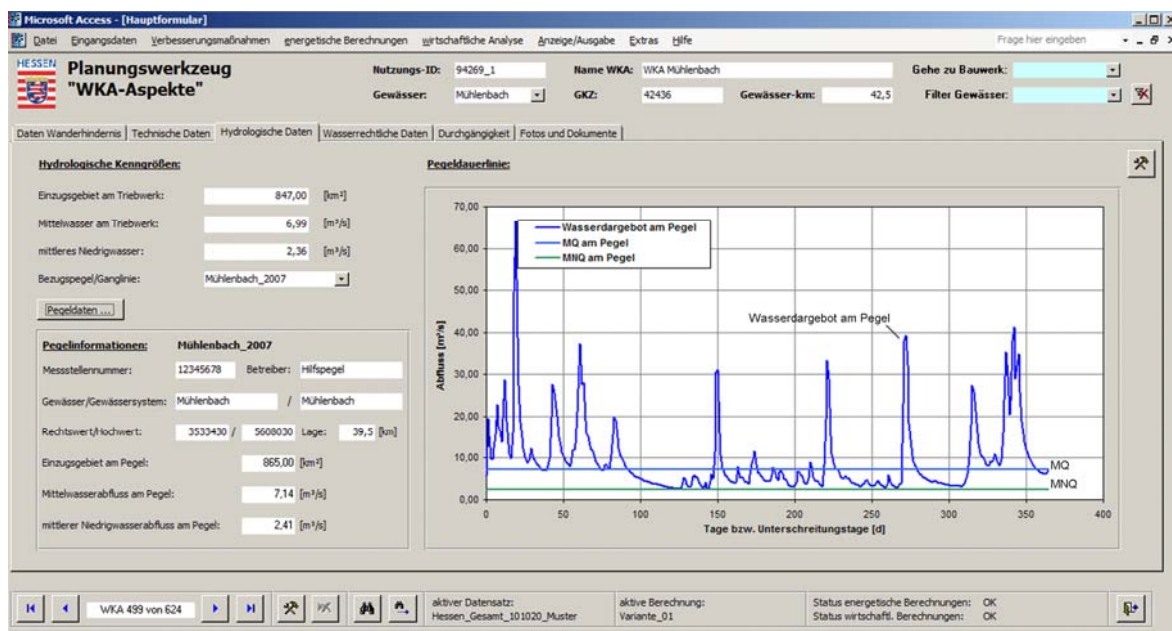 Microsoft Access - [Hauptformular]
Datei Eingangsdaten Verbesserungsmaßnahmen energetische Berechnungen wirtschaftliche Analyse Anzeige/Ausgabe Extras Hilfe Frage hier eingeben
HESSEN
Planungswerkzeug
"WKA-Aspekte"
Nutzungs-ID: 94269_1 Name WKA: WKA Mühlenbach Gehe zu Bauwerk:
Gewässer: Mühlenbach GKZ: 42436 Gewässer-km: 42,5 Filter Gewässer:
Daten Wanderhindernis Technische Daten Hydrologische Daten Wasserrechtliche Daten Durchgängigkeit Fotos und Dokumente
Hydrologische Kenngrößen:
Einzugsgebiet am Triebwerk: 847,00 [km²]
Mittelwasser am Triebwerk: 6,99 [m³/s]
mittleres Niedrigwasser: 2,36 [m³/s]
Bezugspegel/Ganglinie: Mühlenbach_2007
Pegeldaten ...
Pegelinformationen: Mühlenbach_2007
Messstellennummer: 12345678 Betreiber: Hilfspegel
Gewässer/Gewässersystem: Mühlenbach / Mühlenbach
Rechtswert/Hochwert: 3533430 / 5608030 Lage: 39,5 [km]
Einzugsgebiet am Pegel: 865,00 [km²]
Mittelwasserabfluss am Pegel: 7,14 [m³/s]
mittlerer Niedrigwasserabfluss am Pegel: 2,41 [m³/s]
Pegeldauerlinie:
70,00
60,00
50,00
40,00
30,00
20,00
10,00
0,00
Abfluss [m³/s]
Wasserdargebot am Pegel
MQ am Pegel
MNQ am Pegel
Wasserdargebot am Pegel
MQ
MNQ
0 50 100 150 200 250 300 350 400
Tage bzw. Unterschreitungstage [d]
WKA 499 von 624
aktiver Datensatz:
Hessen_Gesamt_101020_Muster
aktive Berechnung:
Variante_01
Status energetische Berechnungen: OK
Status wirtschaftl. Berechnungen: OK